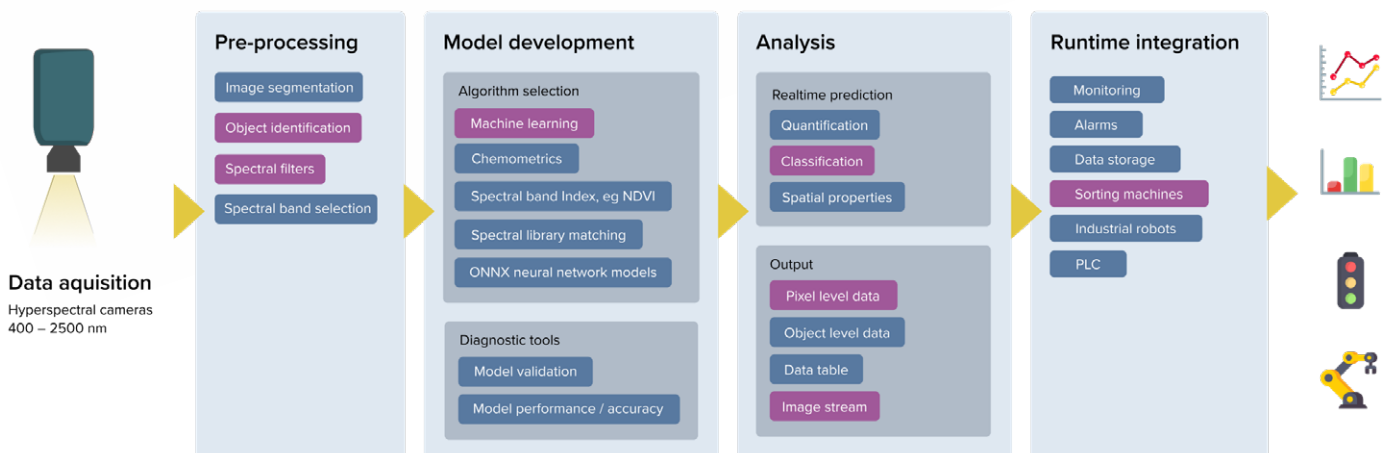 Data aquisition
Hyperspectral cameras
400 – 2500 nm
Pre-processing
Image segmentation
Object identification
Spectral filters
Spectral band selection
Model development
Algorithm selection
Machine learning
Chemometrics
Spectral band Index, eg NDVI
Spectral library matching
ONNX neural network models
Diagnostic tools
Model validation
Model performance / accuracy
Analysis
Realtime prediction
Quantification
Classification
Spatial properties
Output
Pixel level data
Object level data
Data table
Image stream
Runtime integration
Monitoring
Alarms
Data storage
Sorting machines
Industrial robots
PLC